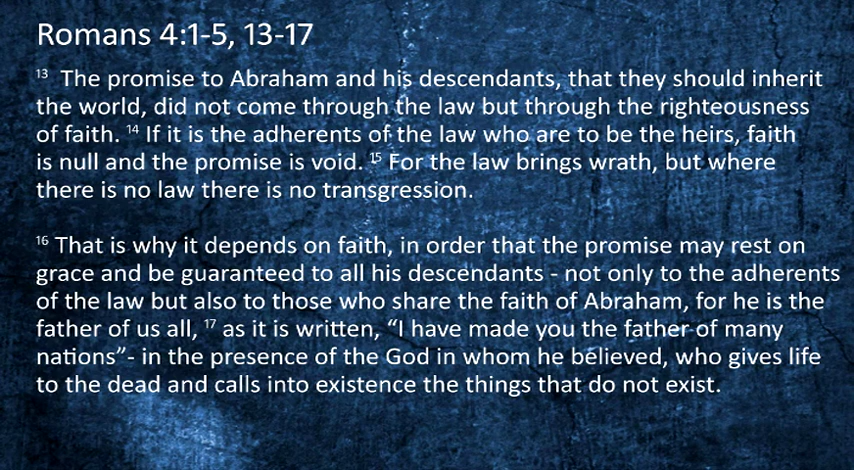 Romans 4:1-5, 13-17
13 The promise to Abraham and his descendants, that they should inherit
the world, did not come through the law but through the righteousness
of faith. 14 If it is the adherents of the law who are to be the heirs, faith
is null and the promise is void. 15 For the law brings wrath, but where
there is no law there is no transgression.
16 That is why it depends on faith, in order that the promise may rest on
grace and be guaranteed to all his descendants - not only to the adherents
of the law but also to those who share the faith of Abraham, for he is the
father of us all, 17 as it is written, “I have made you the father of many
nations”- in the presence of the God in whom he believed, who gives life
to the dead and calls into existence the things that do not exist.